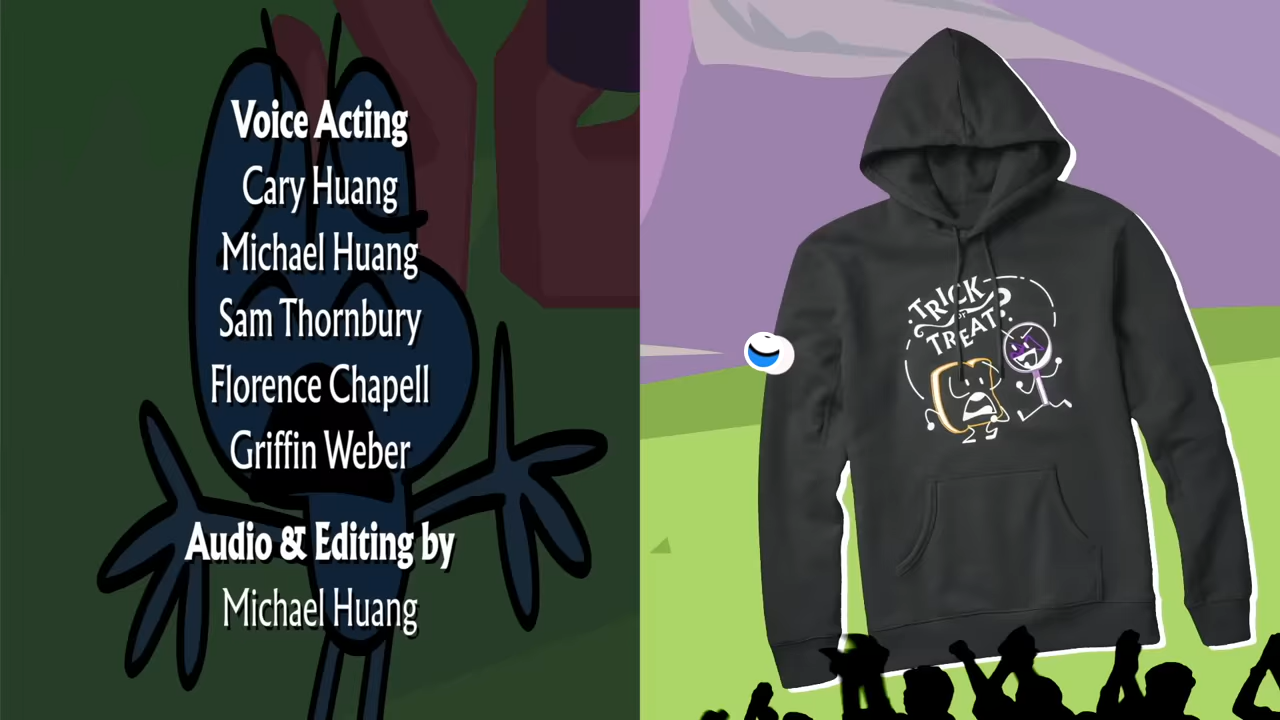 Voice Acting
Cary Huang
Michael Huang
Sam Thornbury
Florence Chapell
Griffin Weber
Audio & Editing by
Michael Huang
TRICK
OR
TREAT?